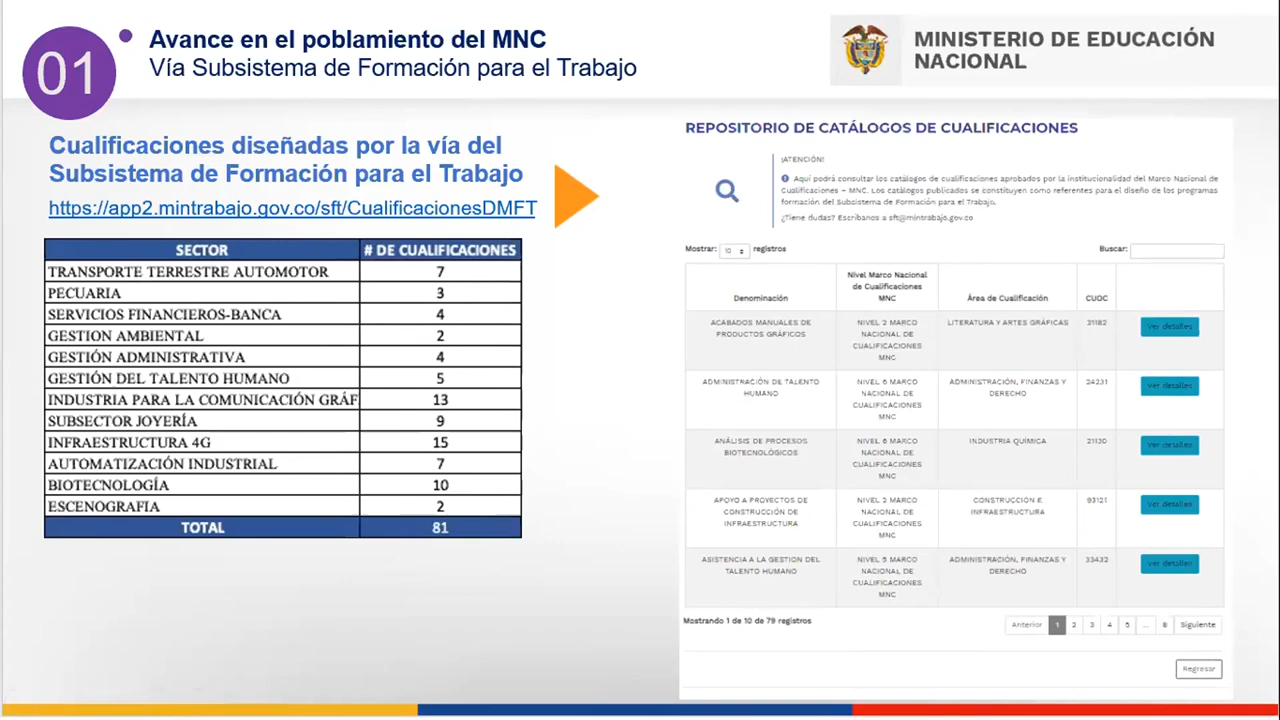 01
Avance en el poblamiento del MNC
Vía Subsistema de Formación para el Trabajo
MINISTERIO DE EDUCACIÓN
NACIONAL
Cualificaciones diseñadas por la vía del
Subsistema de Formación para el Trabajo
https://app2.mintrabajo.gov.co/sft/CualificacionesDMFT
SECTOR # DE CUALIFICACIONES
TRANSPORTE TERRESTRE AUTOMOTOR 7
PECUARIA 3
SERVICIOS FINANCIEROS-BANCA 4
GESTION AMBIENTAL 2
GESTIÓN ADMINISTRATIVA 4
GESTIÓN DEL TALENTO HUMANO 5
INDUSTRIA PARA LA COMUNICACIÓN GRÁF 13
SUBSECTOR JOYERÍA 9
INFRAESTRUCTURA 4G 15
AUTOMATIZACIÓN INDUSTRIAL 7
BIOTECNOLOGÍA 10
ESCENOGRAFIA 2
TOTAL 81
REPOSITORIO DE CATÁLOGOS DE CUALIFICACIONES
¡ATENCIÓN!
Aquí podrá consultar los catálogos de cualificaciones aprobados por la institucionalidad del Marco Nacional de
Cualificaciones – MNC. Los catálogos publicados se constituyen como referentes para el diseño de los programas
formación del Subsistema de Formación para el Trabajo.
¿Tiene dudas? Escríbanos a sft@mintrabajo.gov.co
Mostrar: 10 registros Buscar:
Nivel Marco Nacional
de Cualificaciones
Denominación MNC Área de Cualificación CUOC
ACABADOS MANUALES DE NIVEL 2 MARCO LITERATURA Y ARTES GRÁFICAS 31182 Ver detalles
PRODUCTOS GRÁFICOS NACIONAL DE
CUALIFICACIONES
MNC
ADMINISTRACIÓN DE TALENTO NIVEL 6 MARCO ADMINISTRACIÓN, FINANZAS Y 24231 Ver detalles
HUMANO NACIONAL DE DERECHO
CUALIFICACIONES
MNC
ANÁLISIS DE PROCESOS NIVEL 6 MARCO INDUSTRIA QUÍMICA 21130 Ver detalles
BIOTECNOLÓGICOS NACIONAL DE
CUALIFICACIONES
MNC
APOYO A PROYECTOS DE NIVEL 2 MARCO CONSTRUCCIÓN E 93121 Ver detalles
CONSTRUCCIÓN DE NACIONAL DE INFRAESTRUCTURA
INFRAESTRUCTURA CUALIFICACIONES
MNC
ASISTENCIA A LA GESTION DEL NIVEL 5 MARCO ADMINISTRACIÓN, FINANZAS Y 33432 Ver detalles
TALENTO HUMANO NACIONAL DE DERECHO
CUALIFICACIONES
MNC
Mostrando 1 de 10 de 79 registros Anterior 1 2 3 4 5 ... 8 Siguiente
Regresar